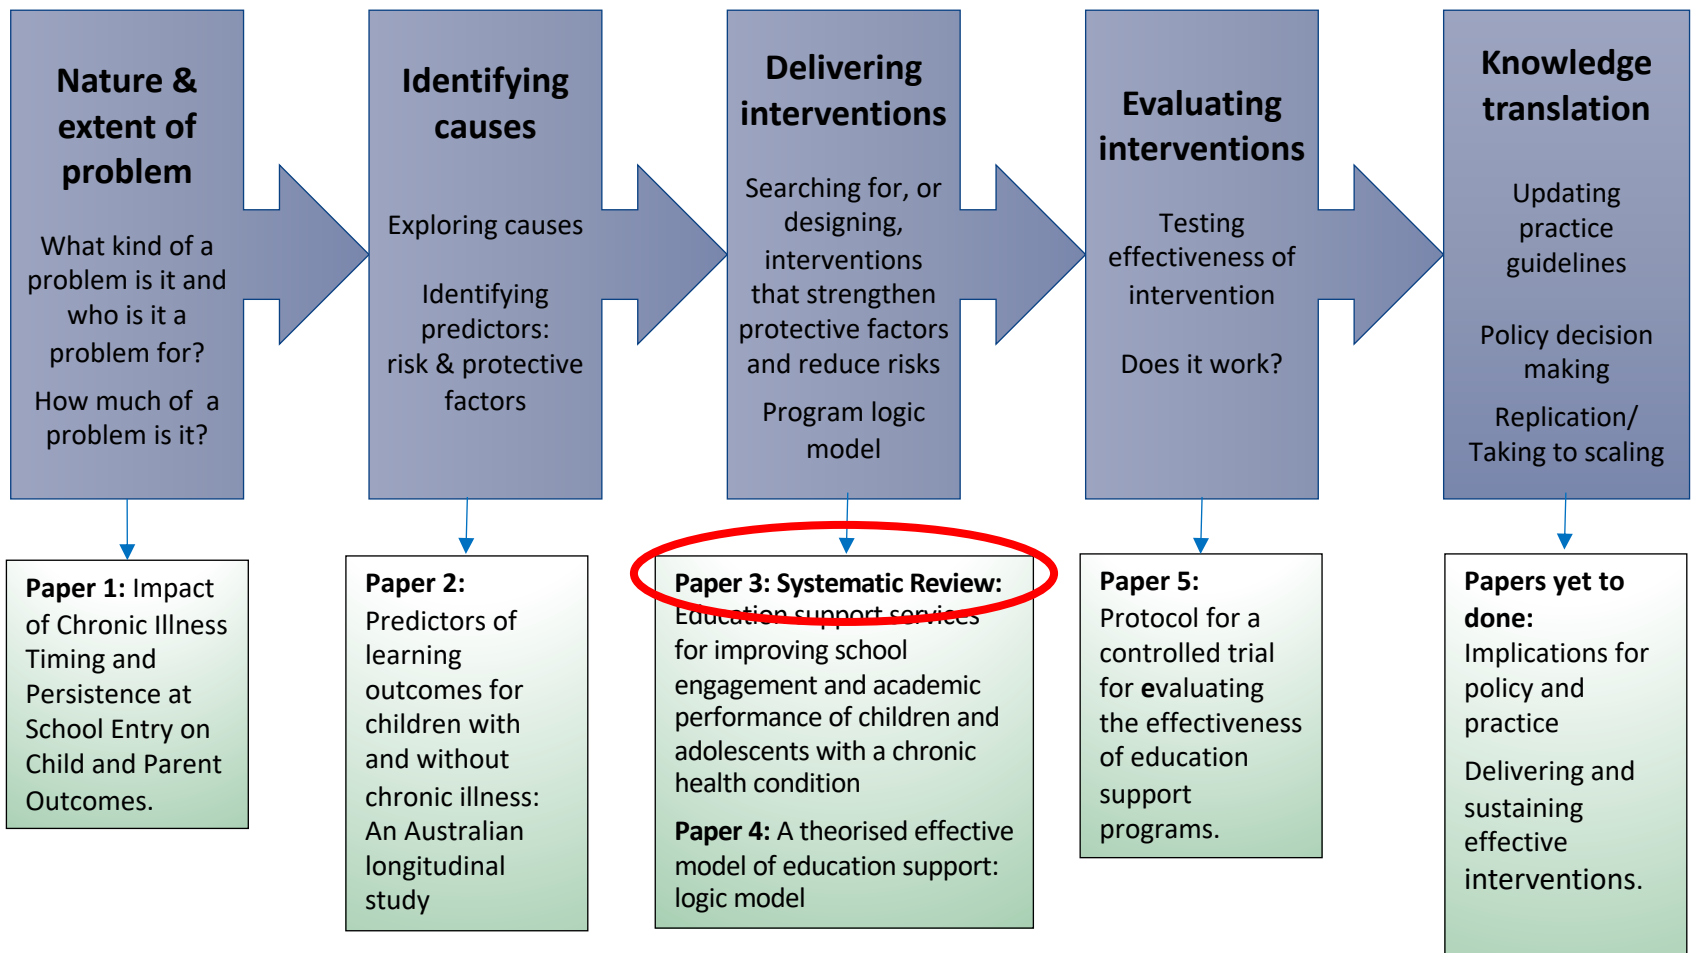 Nature &
extent of
problem
What kind of a
problem is it and
who is it a
problem for?
How much of a
problem is it?
Identifying
causes
Exploring causes
Identifying
predictors:
risk & protective
factors
Delivering
interventions
Searching for, or
designing,
interventions
that strengthen
protective factors
and reduce risks
Program logic
model
Evaluating
interventions
Testing
effectiveness of
intervention
Does it work?
Knowledge
translation
Updating
practice
guidelines
Policy decision
making
Replication/
Taking to scaling
Paper 1: Impact
of Chronic Illness
Timing and
Persistence at
School Entry on
Child and Parent
Outcomes.
Paper 2:
Predictors of
learning
outcomes for
children with
and without
chronic illness:
An Australian
longitudinal
study
Paper 3: Systematic Review:
Education support services
for improving school
engagement and academic
performance of children and
adolescents with a chronic
health condition
Paper 4: A theorised effective
model of education support:
logic model
Paper 5:
Protocol for a
controlled trial
for evaluating
the effectiveness
of education
support
programs.
Papers yet to
done:
Implications for
policy and
practice
Delivering and
sustaining
effective
interventions.